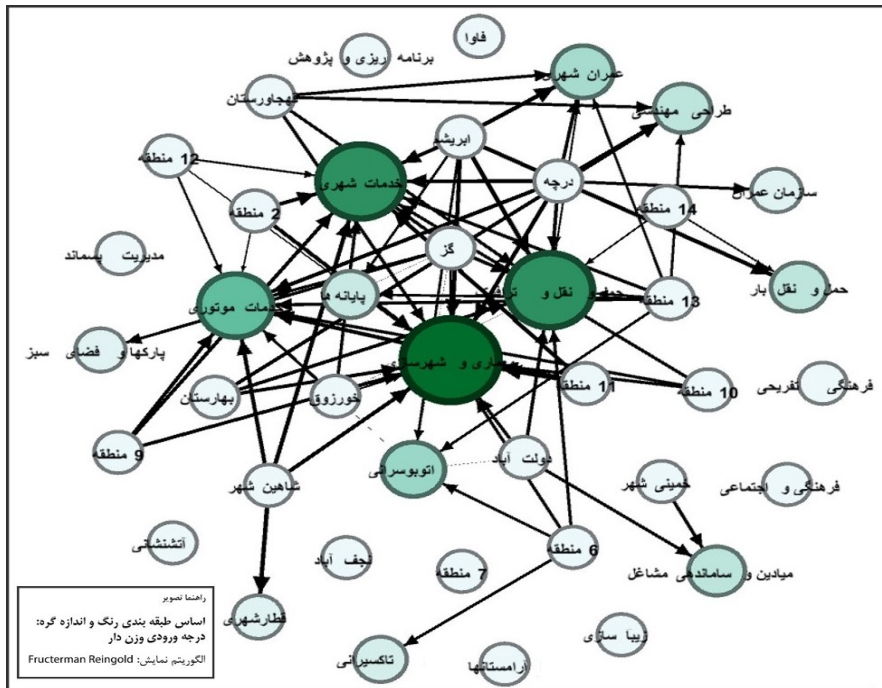 فاوا
برنامه ریزی و پژوهش
عمران شهری
قهجاورستان
طراحی مهندسی
ابریشم
منطقه 12
خدمات شهری
درچه
سازمان عمران
منطقه 2
منطقه 14
گز
مدیریت پسماند
حمل و نقل بار
خدمات موتوری
پایانه ها
حمل و نقل و
منطقه 13
پارکها و فضای سبز
معماری و شهرسازی
بهارستان
خورزوق
منطقه 11
منطقه 10
فرهنگی تفریحی
منطقه 9
شاهین شهر
اتوبوسرانی
دولت آباد
خمینی شهر
فرهنگی و اجتماعی
آتشنشانی
نجف آباد
منطقه 7
منطقه 6
میادین و ساماندهی مشاغل
قطارشهری
تاکسیرانی
آرامستانها
زیبا سازی
راهنما تصویر
اساس طبقه بندی رنگ و اندازه گره:
درجه ورودی وزن دار
الگوریتم نمایش: Fructerman Reingold